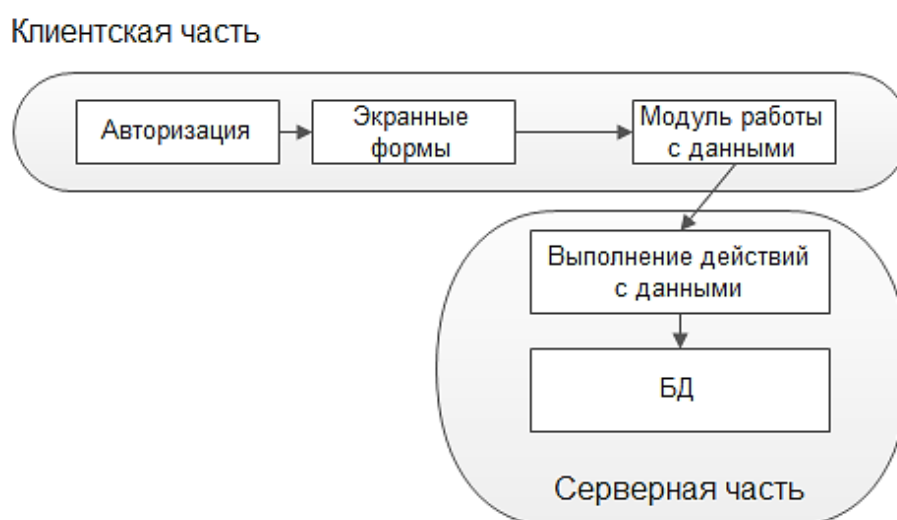 Клиентская часть
Авторизация
Экранные
формы
Модуль работы
с данными
Выполнение действий
с данными
БД
Серверная часть